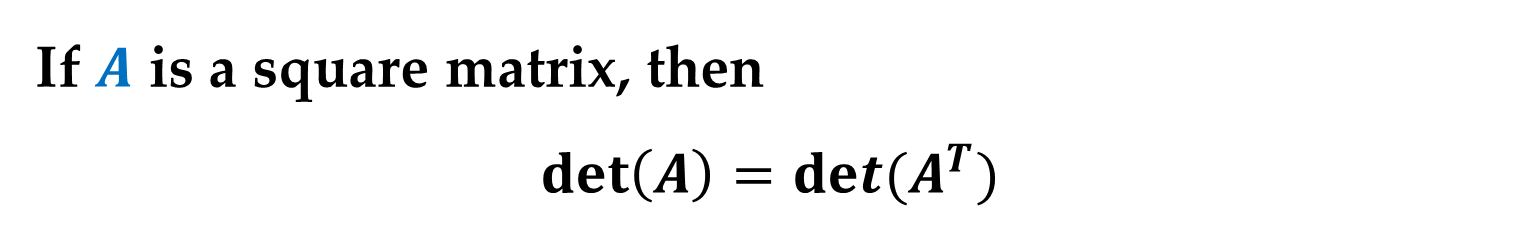 If A is a square matrix, then
det(A) = det(Aᵀ)